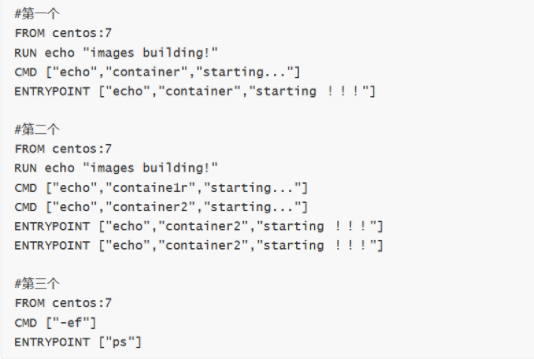 #第一个
FROM centos:7
RUN echo "images building!"
CMD ["echo","container","starting..."]
ENTRYPOINT ["echo","container","starting ！！！"]
#第二个
FROM centos:7
RUN echo "images building!"
CMD ["echo","containe1r","starting..."]
CMD ["echo","container2","starting..."]
ENTRYPOINT ["echo","container2","starting ！！！"]
ENTRYPOINT ["echo","container2","starting ！！！"]
#第三个
FROM centos:7
CMD ["-ef"]
ENTRYPOINT ["ps"]